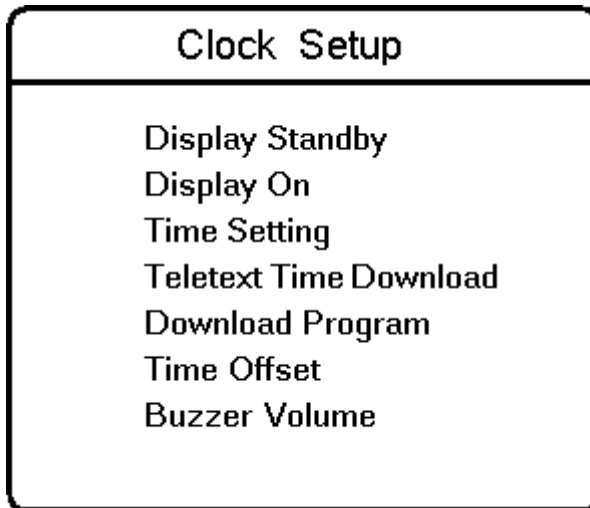 Clock Setup
Display Standby
Display On
Time Setting
Teletext Time Download
Download Program
Time Offset
Buzzer Volume